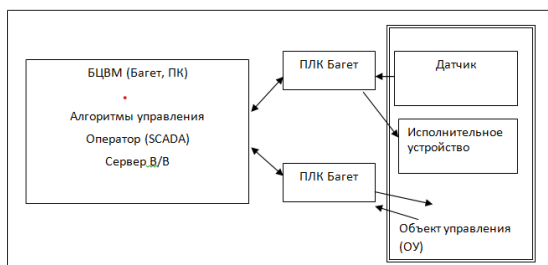 БЦВМ (Багет, ПК)
Алгоритмы управления
Оператор (SCADA)
Сервер В/В
ПЛК Багет
ПЛК Багет
Датчик
Исполнительное
устройство
Объект управления
(ОУ)